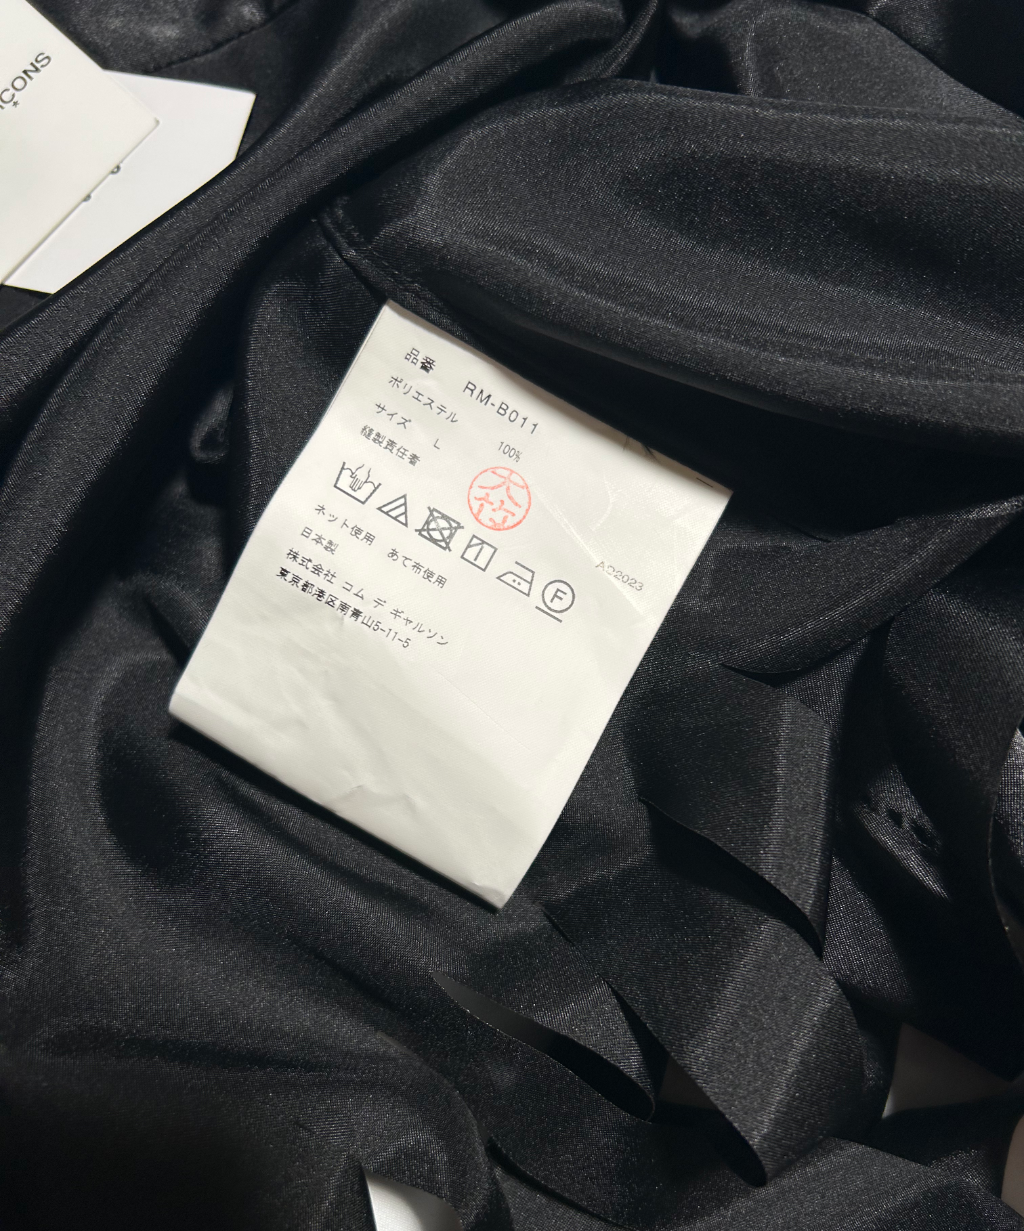 CONS
*
品番 RM-B011
ポリエステル 100%
サイズ L
縫製責任者
大竹
ネット使用 あて布使用
日本製
株式会社 コム デ ギャルソン
東京都港区南青山5-11-5
F
AD2023